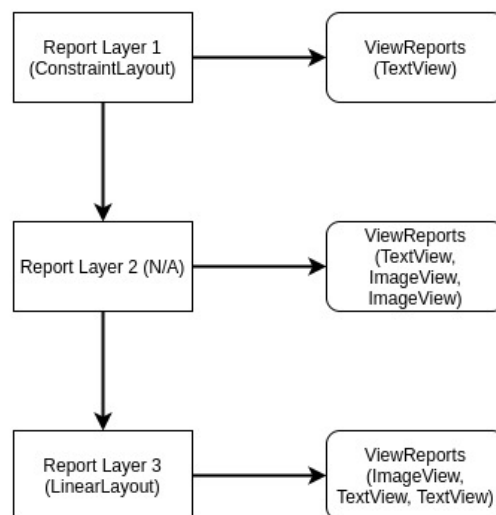 Report Layer 1
(ConstraintLayout)
ViewReports
(TextView)
Report Layer 2 (N/A)
ViewReports
(TextView,
ImageView,
ImageView)
Report Layer 3
(LinearLayout)
ViewReports
(ImageView,
TextView, TextView)